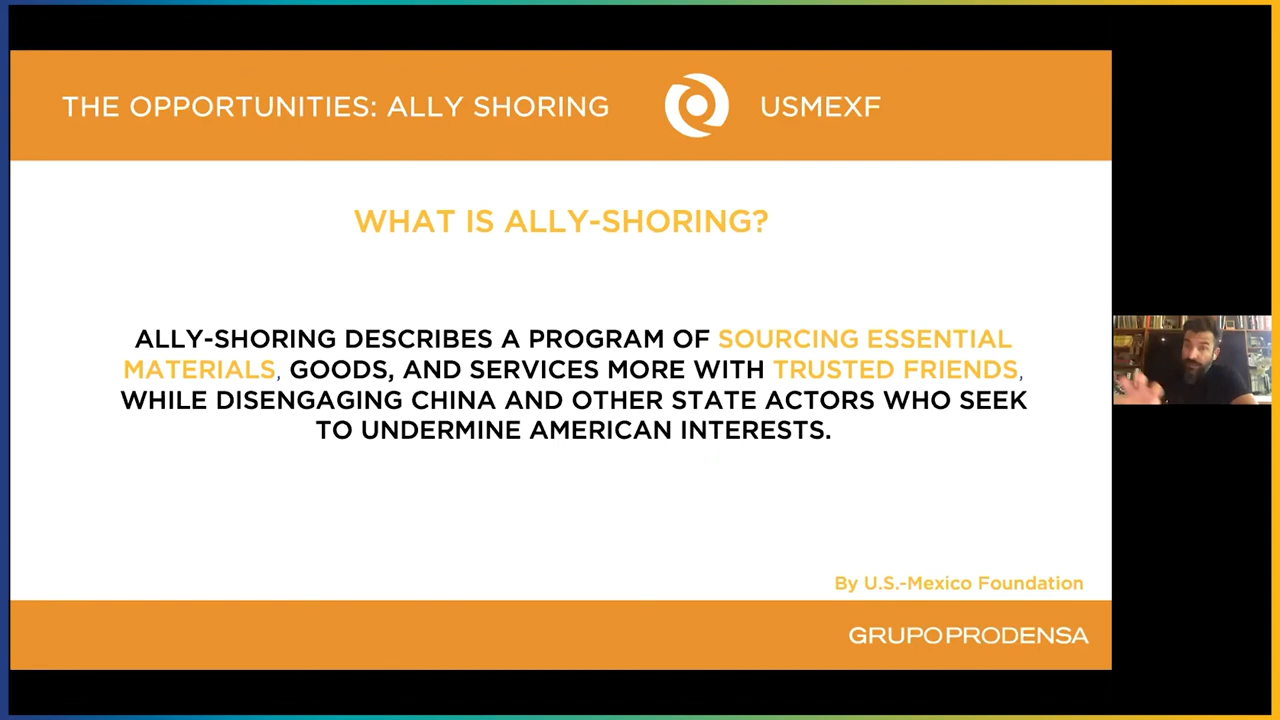 THE OPPORTUNITIES: ALLY SHORING USMEXF
WHAT IS ALLY-SHORING?
ALLY-SHORING DESCRIBES A PROGRAM OF SOURCING ESSENTIAL
MATERIALS, GOODS, AND SERVICES MORE WITH TRUSTED FRIENDS,
WHILE DISENGAGING CHINA AND OTHER STATE ACTORS WHO SEEK
TO UNDERMINE AMERICAN INTERESTS.
By U.S.-Mexico Foundation
GRUPOPRODENSA